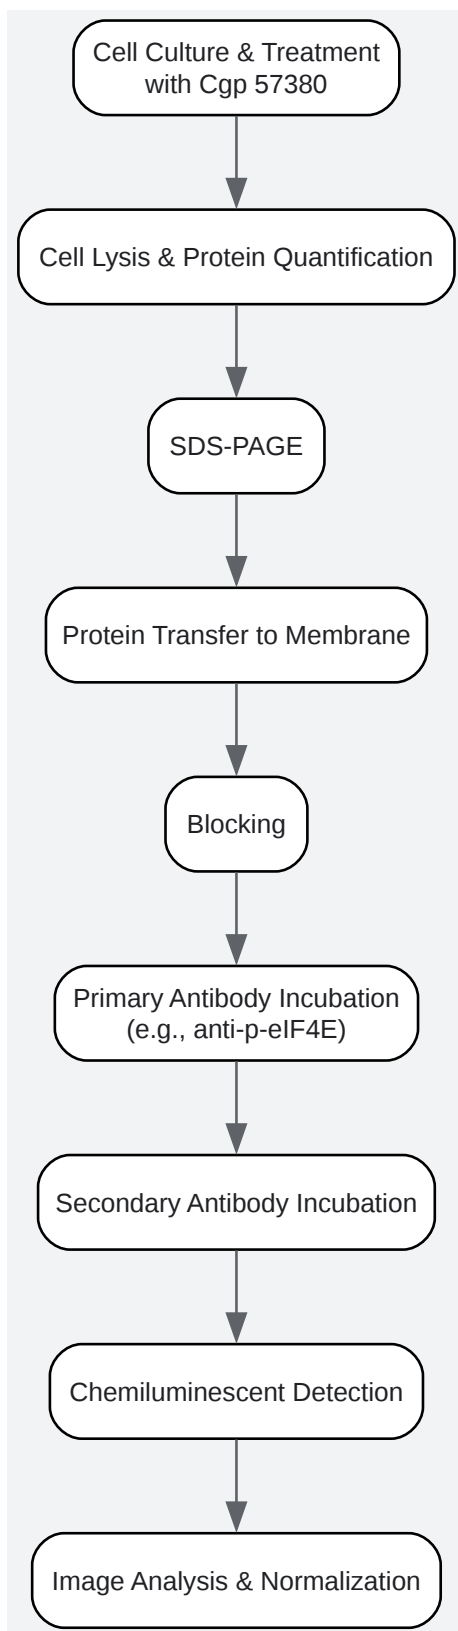 Cell Culture & Treatment
with Cgp 57380
Cell Lysis & Protein Quantification
SDS-PAGE
Protein Transfer to Membrane
Blocking
Primary Antibody Incubation
(e.g., anti-p-eIF4E)
Secondary Antibody Incubation
Chemiluminescent Detection
Image Analysis & Normalization